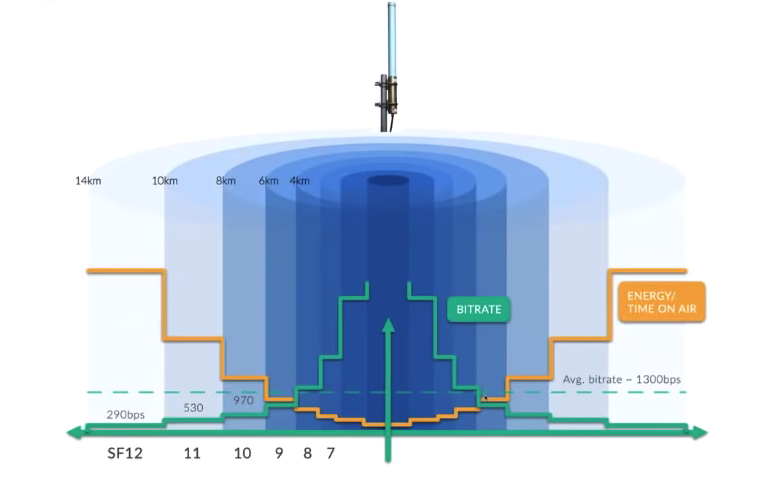 14km 10km 8km 6km 4km
ENERGY/
TIME ON AIR
BITRATE
Avg. bitrate ~ 1300bps
290bps 530 970
SF12 11 10 9 8 7